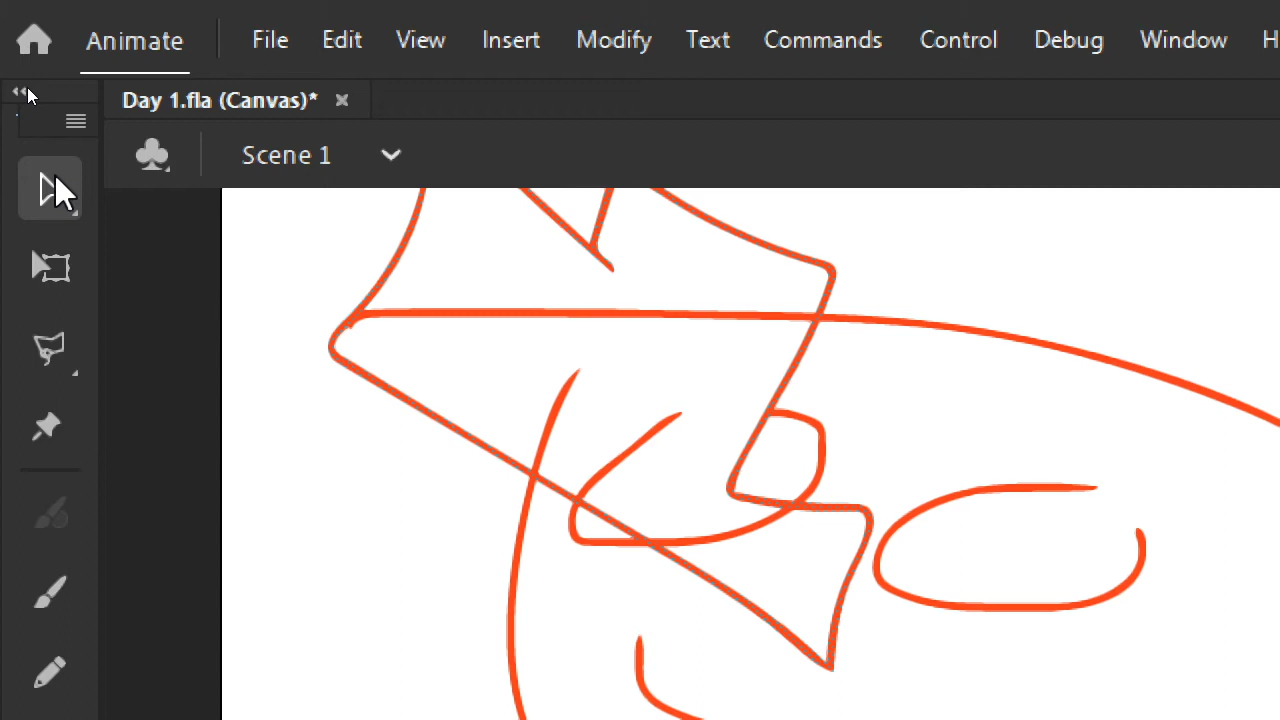 Animate File Edit View Insert Modify Text Commands Control Debug Window H
Day 1.fla (Canvas)*
Scene 1